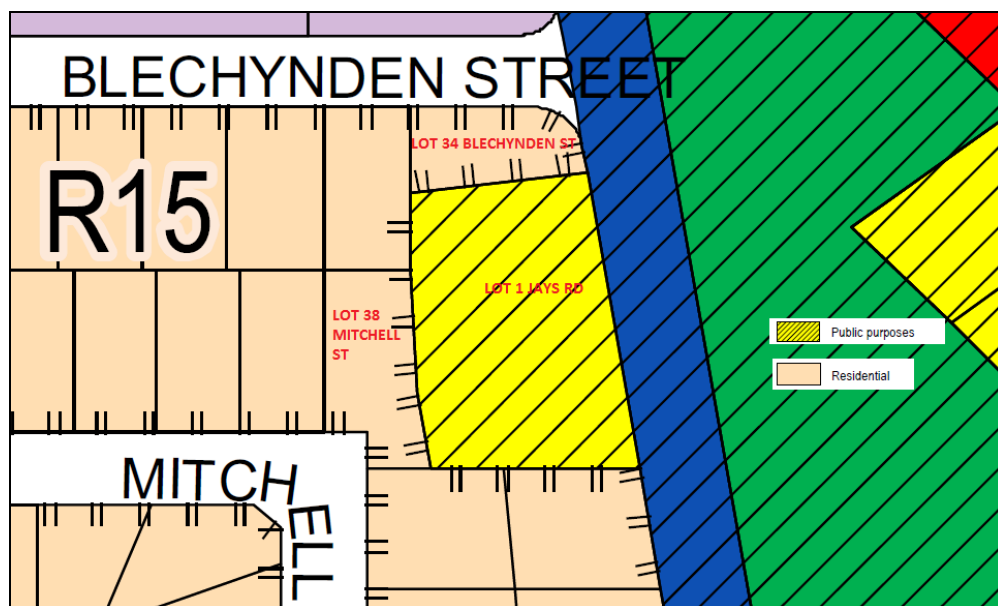 BLECHYNDEN STREET
LOT 34 BLECHYNDEN ST
R15
LOT 1 JAYS RD
LOT 38
MITCHELL
ST
Public purposes
Residential
MITCHELL